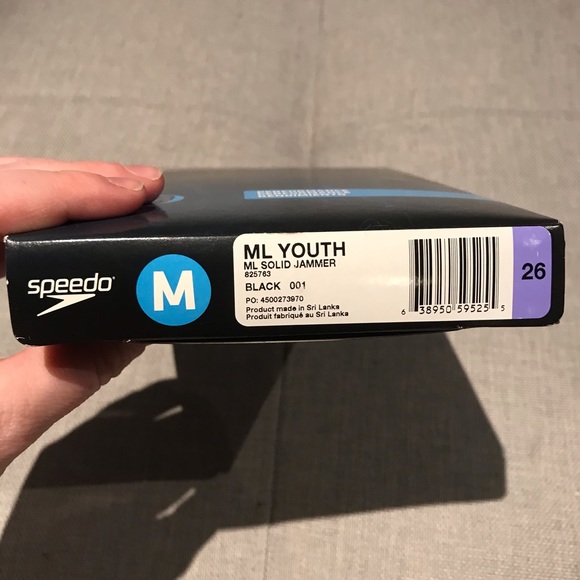 speedo
M
ML YOUTH
ML SOLID JAMMER
825763
BLACK 001
PO: 4500273970
Product made in Sri Lanka
Produit fabriqué au Sri Lanka
6 38950 59525 5
26